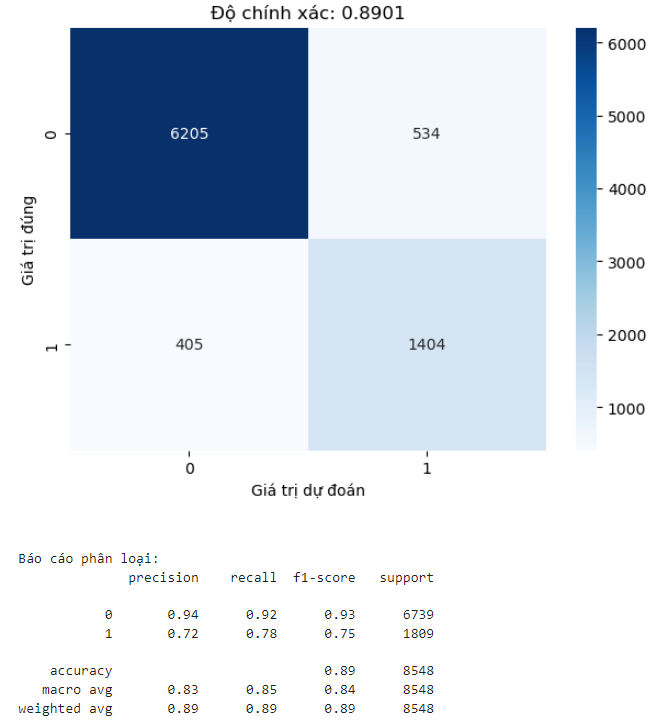 Độ chính xác: 0.8901
6000
5000
4000
3000
2000
1000
0
6205
534
Giá trị đúng
1
405
1404
0
1
Giá trị dự đoán
Báo cáo phân loại:
precision recall f1-score support
0 0.94 0.92 0.93 6739
1 0.72 0.78 0.75 1809
accuracy 0.89 8548
macro avg 0.83 0.85 0.84 8548
weighted avg 0.89 0.89 0.89 8548